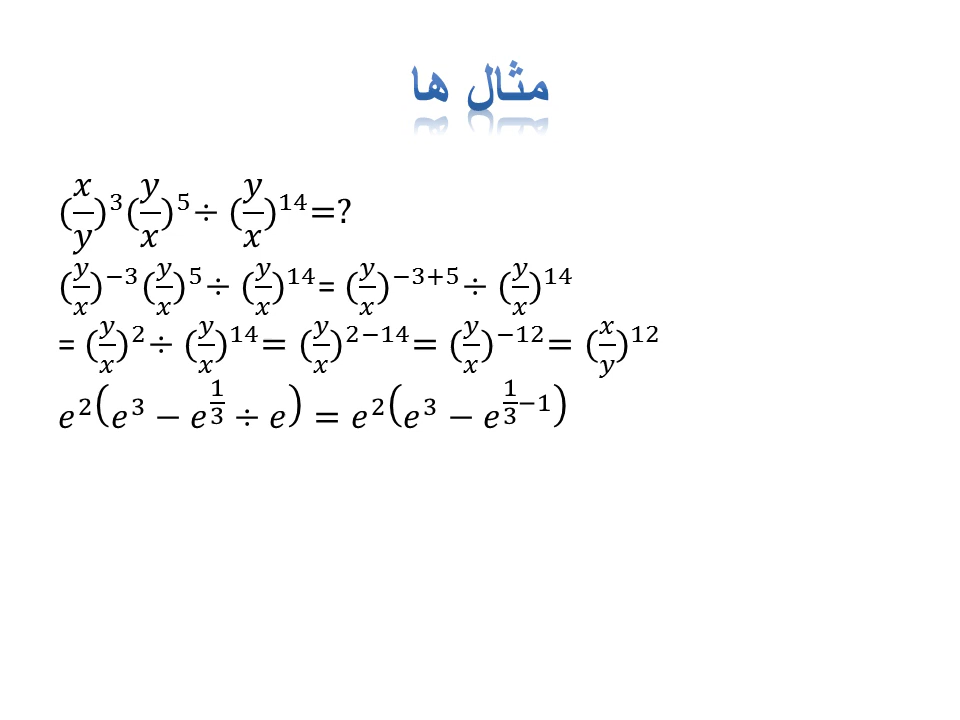 مثال ها
(x/y)^3(y/x)^5÷ (y/x)^14=?
(y/x)^−3(y/x)^5÷ (y/x)^14= (y/x)^−3+5÷ (y/x)^14
= (y/x)^2÷ (y/x)^14= (y/x)^2−14= (y/x)^−12= (x/y)^12
e^2(e^3 − e^1/3 ÷ e) = e^2(e^3 − e^1/3−1)